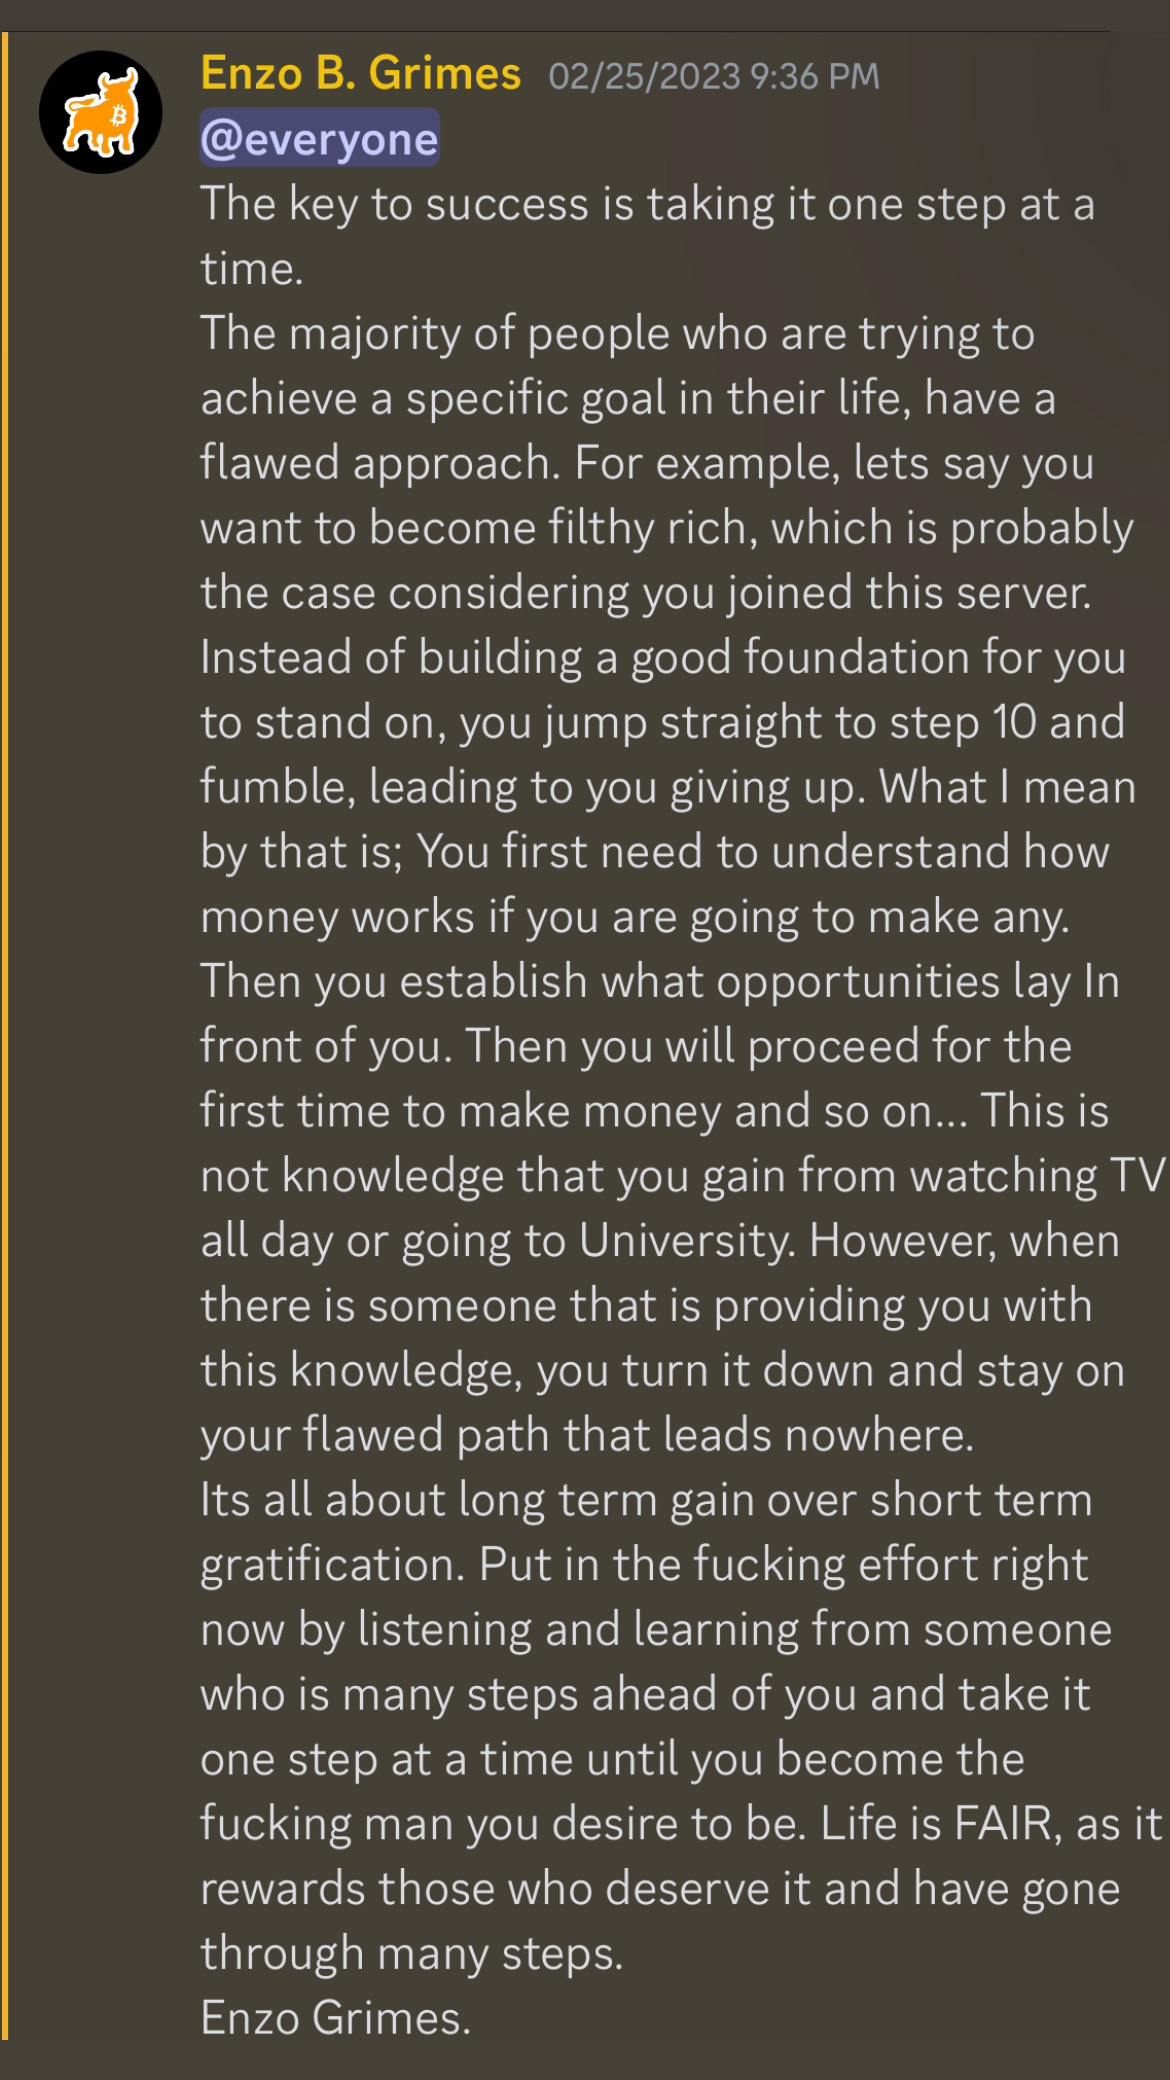 Enzo B. Grimes 02/25/2023 9:36 PM
@everyone
The key to success is taking it one step at a
time.
The majority of people who are trying to
achieve a specific goal in their life, have a
flawed approach. For example, lets say you
want to become filthy rich, which is probably
the case considering you joined this server.
Instead of building a good foundation for you
to stand on, you jump straight to step 10 and
fumble, leading to you giving up. What I mean
by that is; You first need to understand how
money works if you are going to make any.
Then you establish what opportunities lay In
front of you. Then you will proceed for the
first time to make money and so on... This is
not knowledge that you gain from watching TV
all day or going to University. However, when
there is someone that is providing you with
this knowledge, you turn it down and stay on
your flawed path that leads nowhere.
Its all about long term gain over short term
gratification. Put in the fucking effort right
now by listening and learning from someone
who is many steps ahead of you and take it
one step at a time until you become the
fucking man you desire to be. Life is FAIR, as it
rewards those who deserve it and have gone
through many steps.
Enzo Grimes.